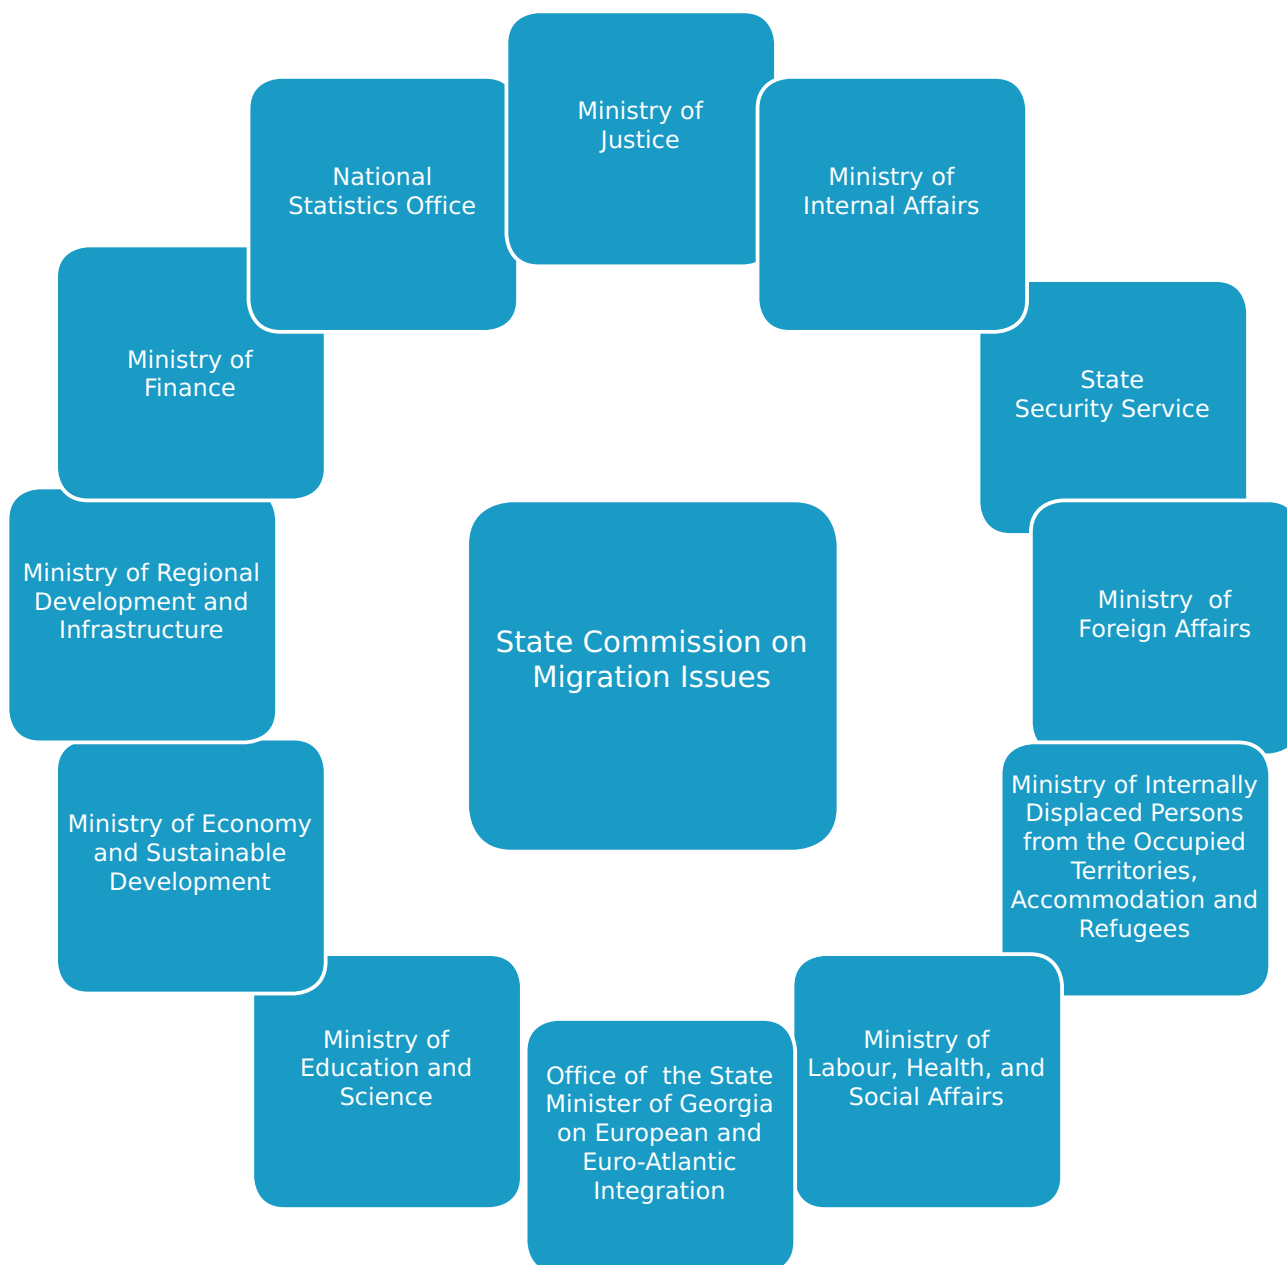 Ministry of
Justice
Ministry of
Internal Affairs
State
Security Service
Ministry  of
Foreign Affairs
Ministry of Internally
Displaced Persons
from the Occupied
Territories,
Accommodation and
Refugees
Ministry of
Labour, Health, and
Social Affairs
Office of  the State
Minister of Georgia
on European and
Euro-Atlantic
Integration
Ministry of
Education and
Science
Ministry of Economy
and Sustainable
Development
Ministry of Regional
Development and
Infrastructure
Ministry of
Finance
National
Statistics Office
State Commission on
Migration Issues